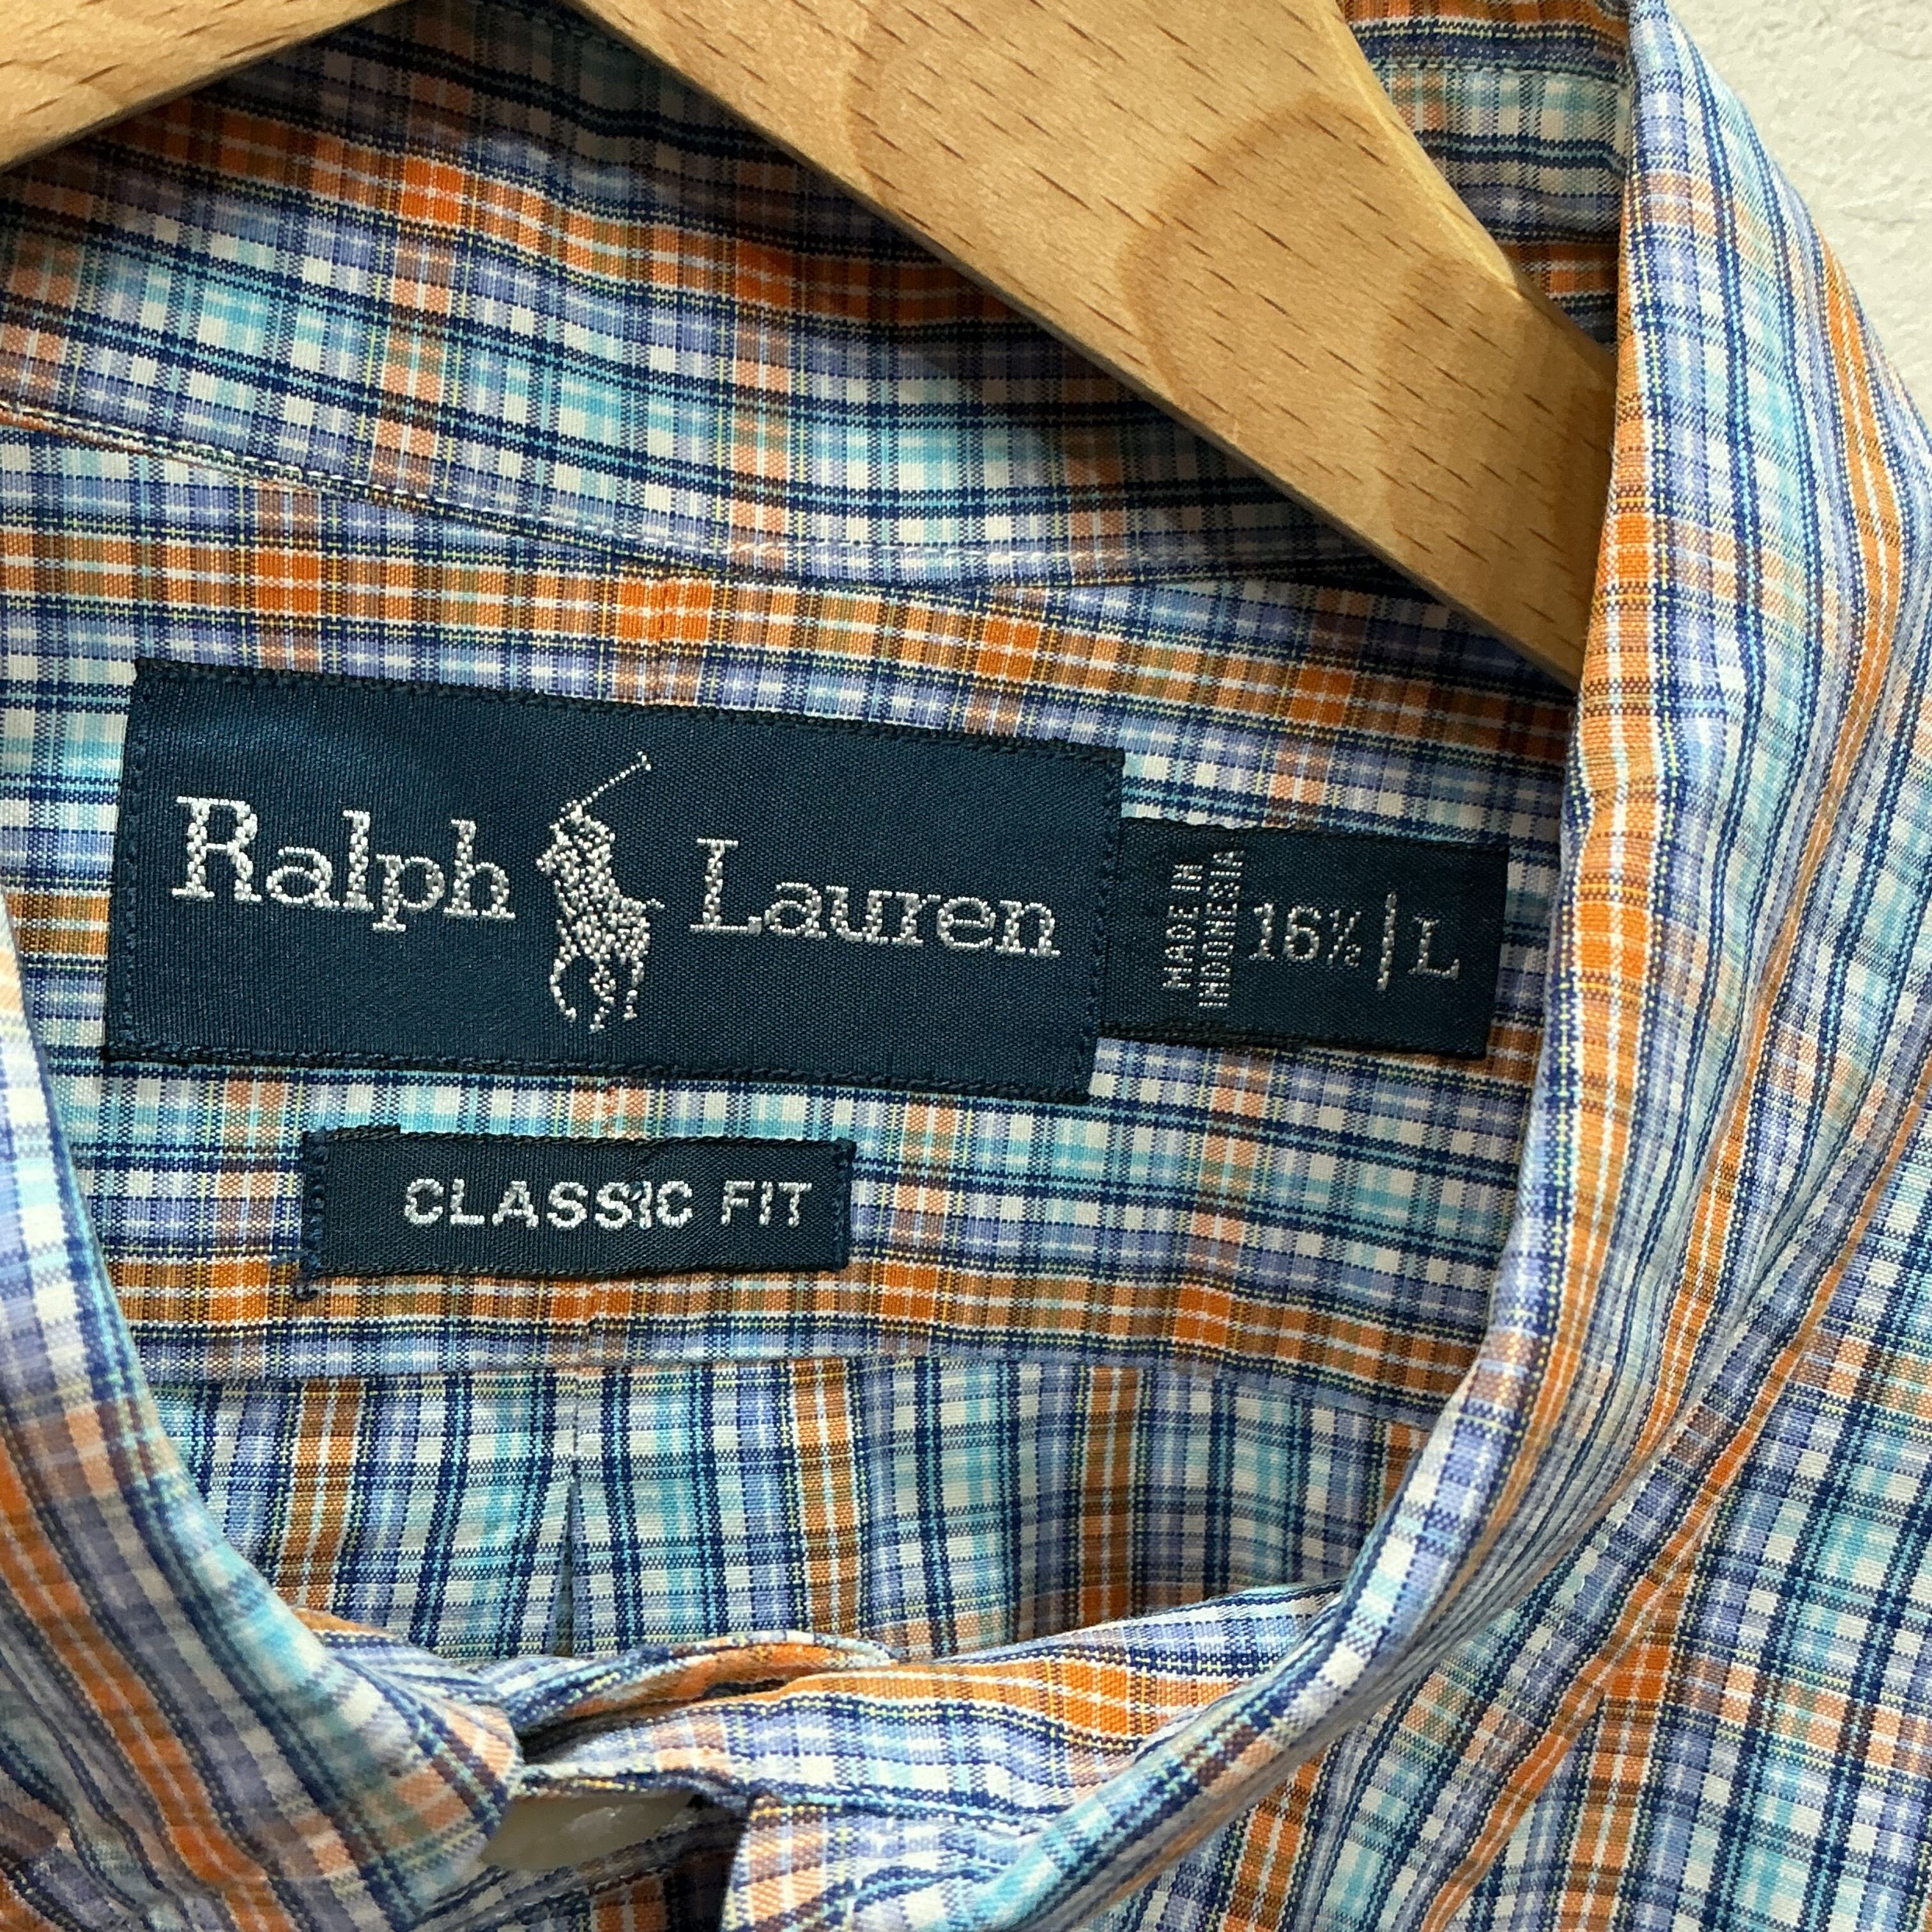 Ralph Lauren
MADE IN
INDONESIA
16½ | L
CLASSIC FIT